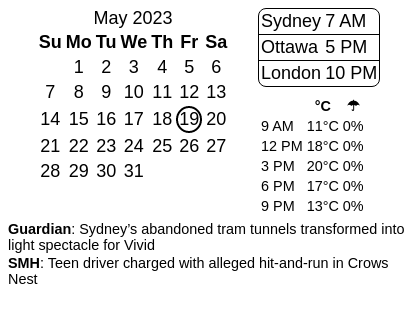 May 2023
Su Mo Tu We Th Fr Sa
1 2 3 4 5 6
7 8 9 10 11 12 13
14 15 16 17 18 19 20
21 22 23 24 25 26 27
28 29 30 31
Sydney 7 AM
Ottawa 5 PM
London 10 PM
°C ☂
9 AM 11°C 0%
12 PM 18°C 0%
3 PM 20°C 0%
6 PM 17°C 0%
9 PM 13°C 0%
Guardian: Sydney’s abandoned tram tunnels transformed into
light spectacle for Vivid
SMH: Teen driver charged with alleged hit-and-run in Crows
Nest